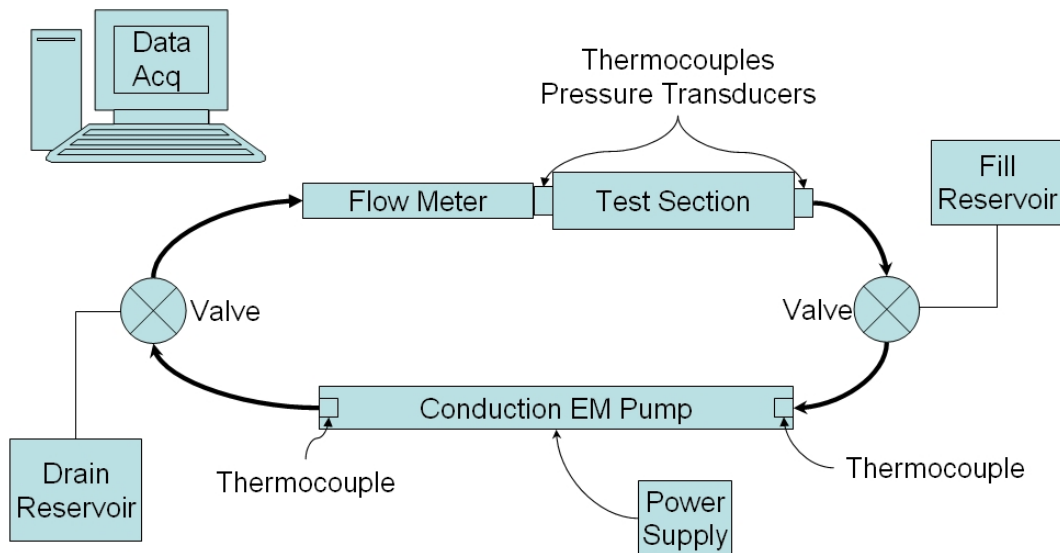 Data
Acq
Thermocouples
Pressure Transducers
Fill
Reservoir
Flow Meter
Test Section
Valve
Valve
Conduction EM Pump
Drain
Reservoir
Thermocouple
Thermocouple
Power
Supply